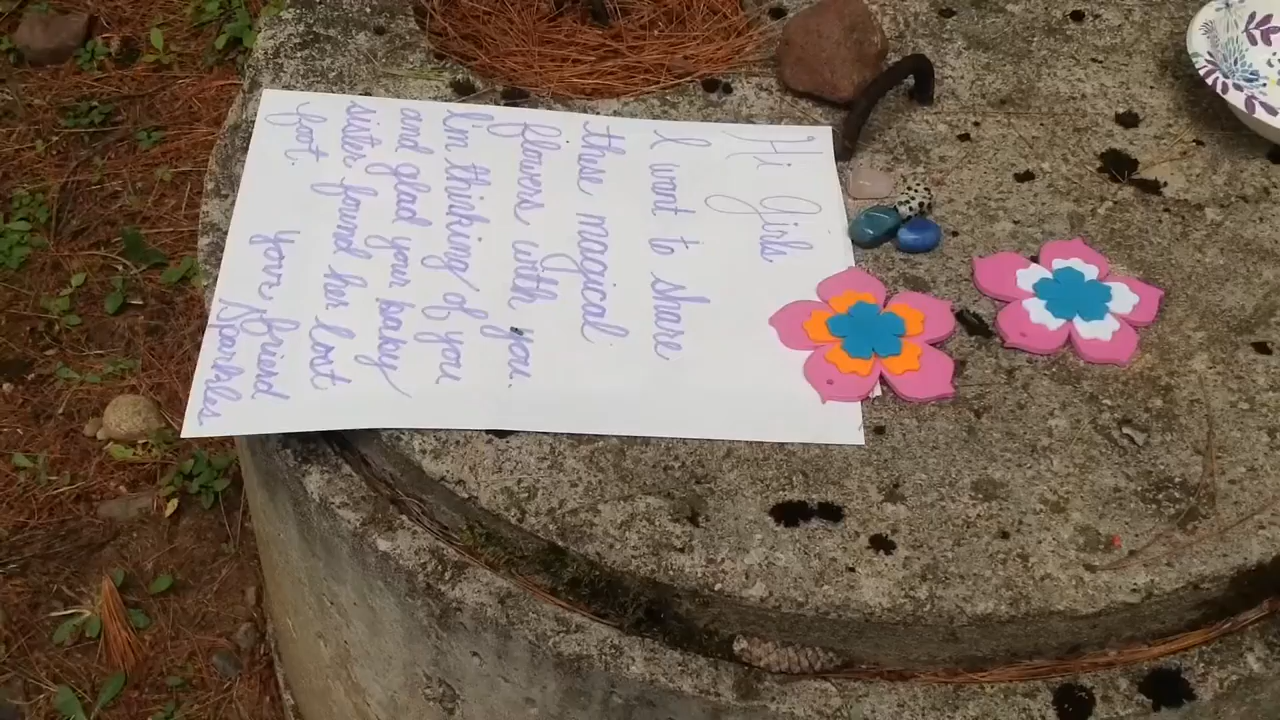 Hi Girls
I want to share
these magical
flowers with you.
I'm thinking of you
and glad your baby
sister found her lost
foot.
Your friend
Sparkles